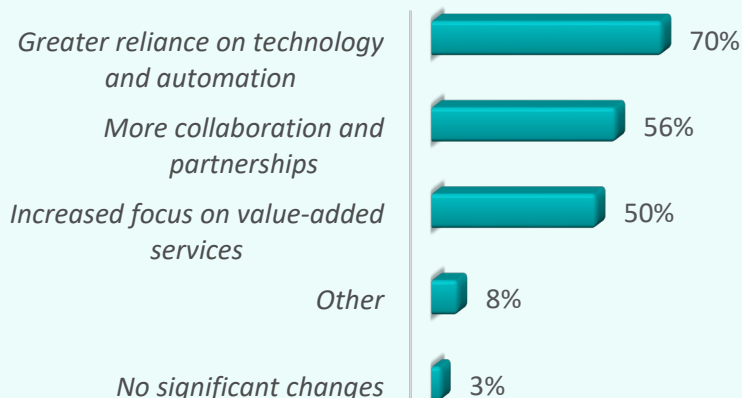 Greater reliance on technology
and automation
70%
More collaboration and
partnerships
56%
Increased focus on value-added
services
50%
Other
8%
No significant changes
3%